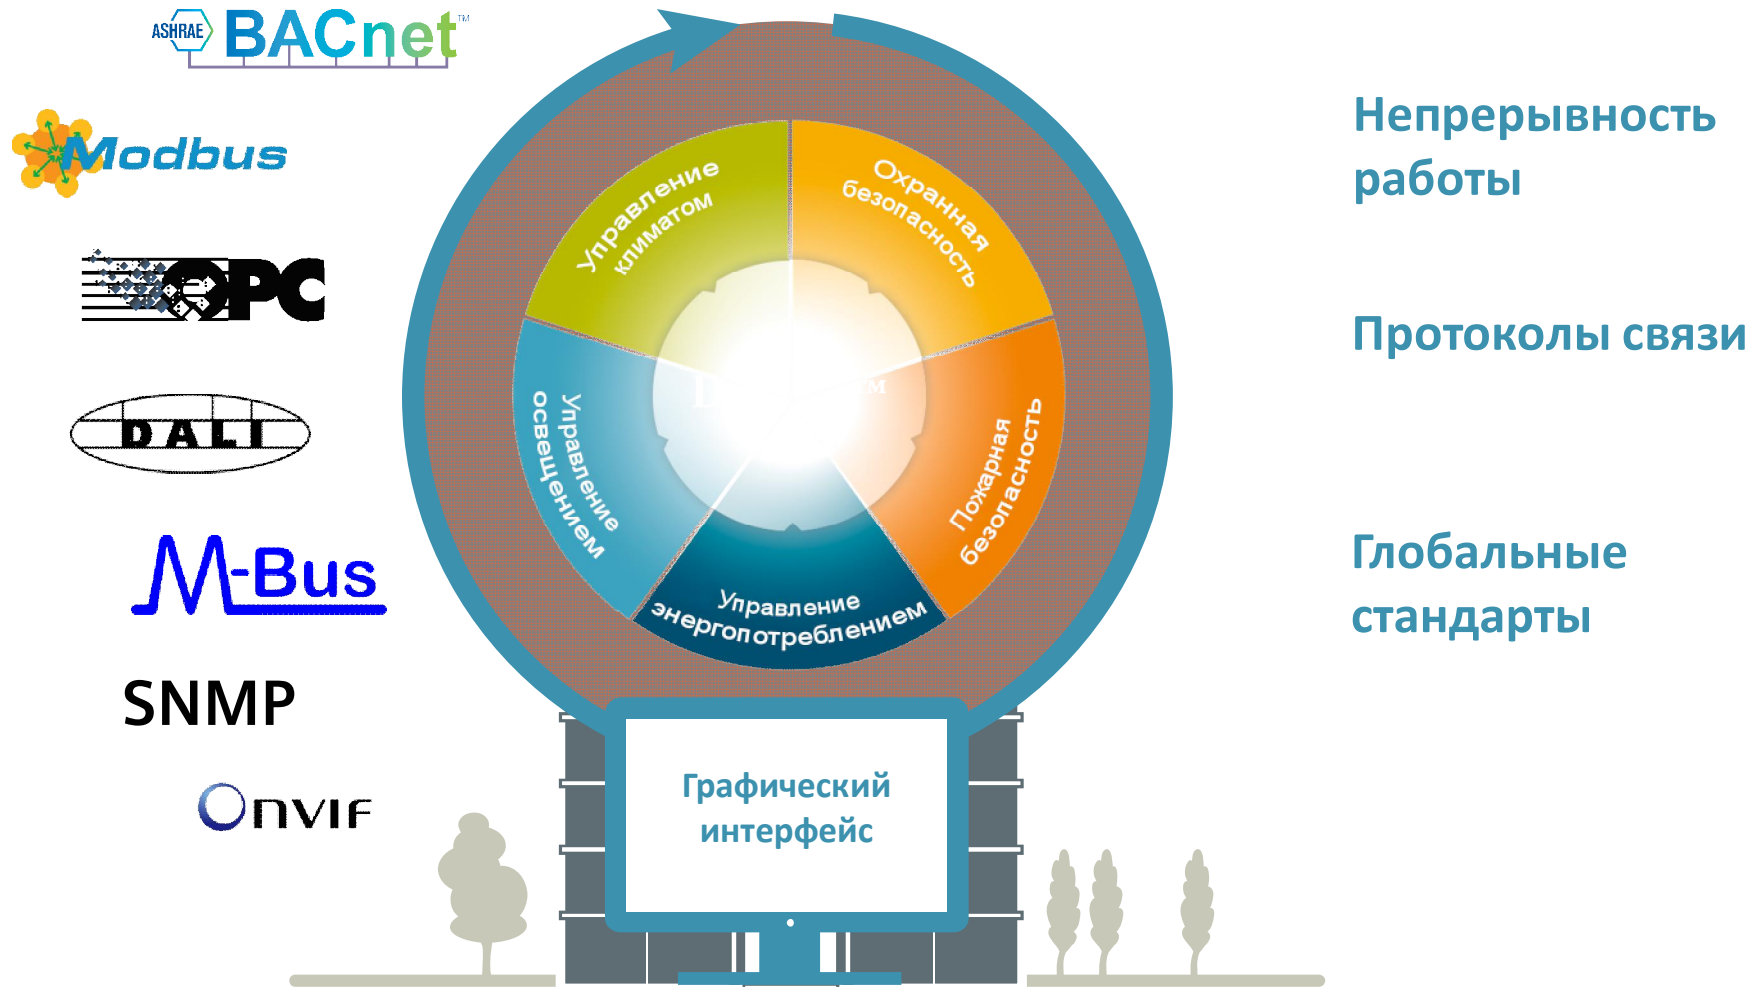 ASHRAE BACnet™
Modbus
OPC
DALI
M-Bus
SNMP
ONVIF
Управление
климатом
Охранная
безопасность
Управление
освещением
Пожарная
безопасность
Управление
энергопотреблением
Графический
интерфейс
Непрерывность
работы
Протоколы связи
Глобальные
стандарты